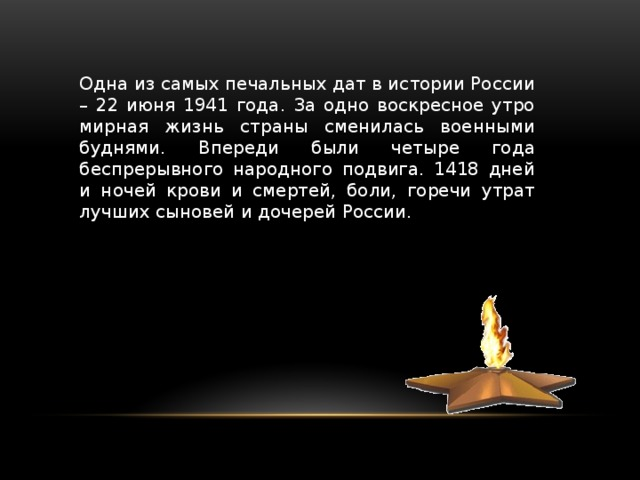 Одна из самых печальных дат в истории России
– 22 июня 1941 года. За одно воскресное утро
мирная жизнь страны сменилась военными
буднями. Впереди были четыре года
беспрерывного народного подвига. 1418 дней
и ночей крови и смертей, боли, горечи утрат
лучших сыновей и дочерей России.